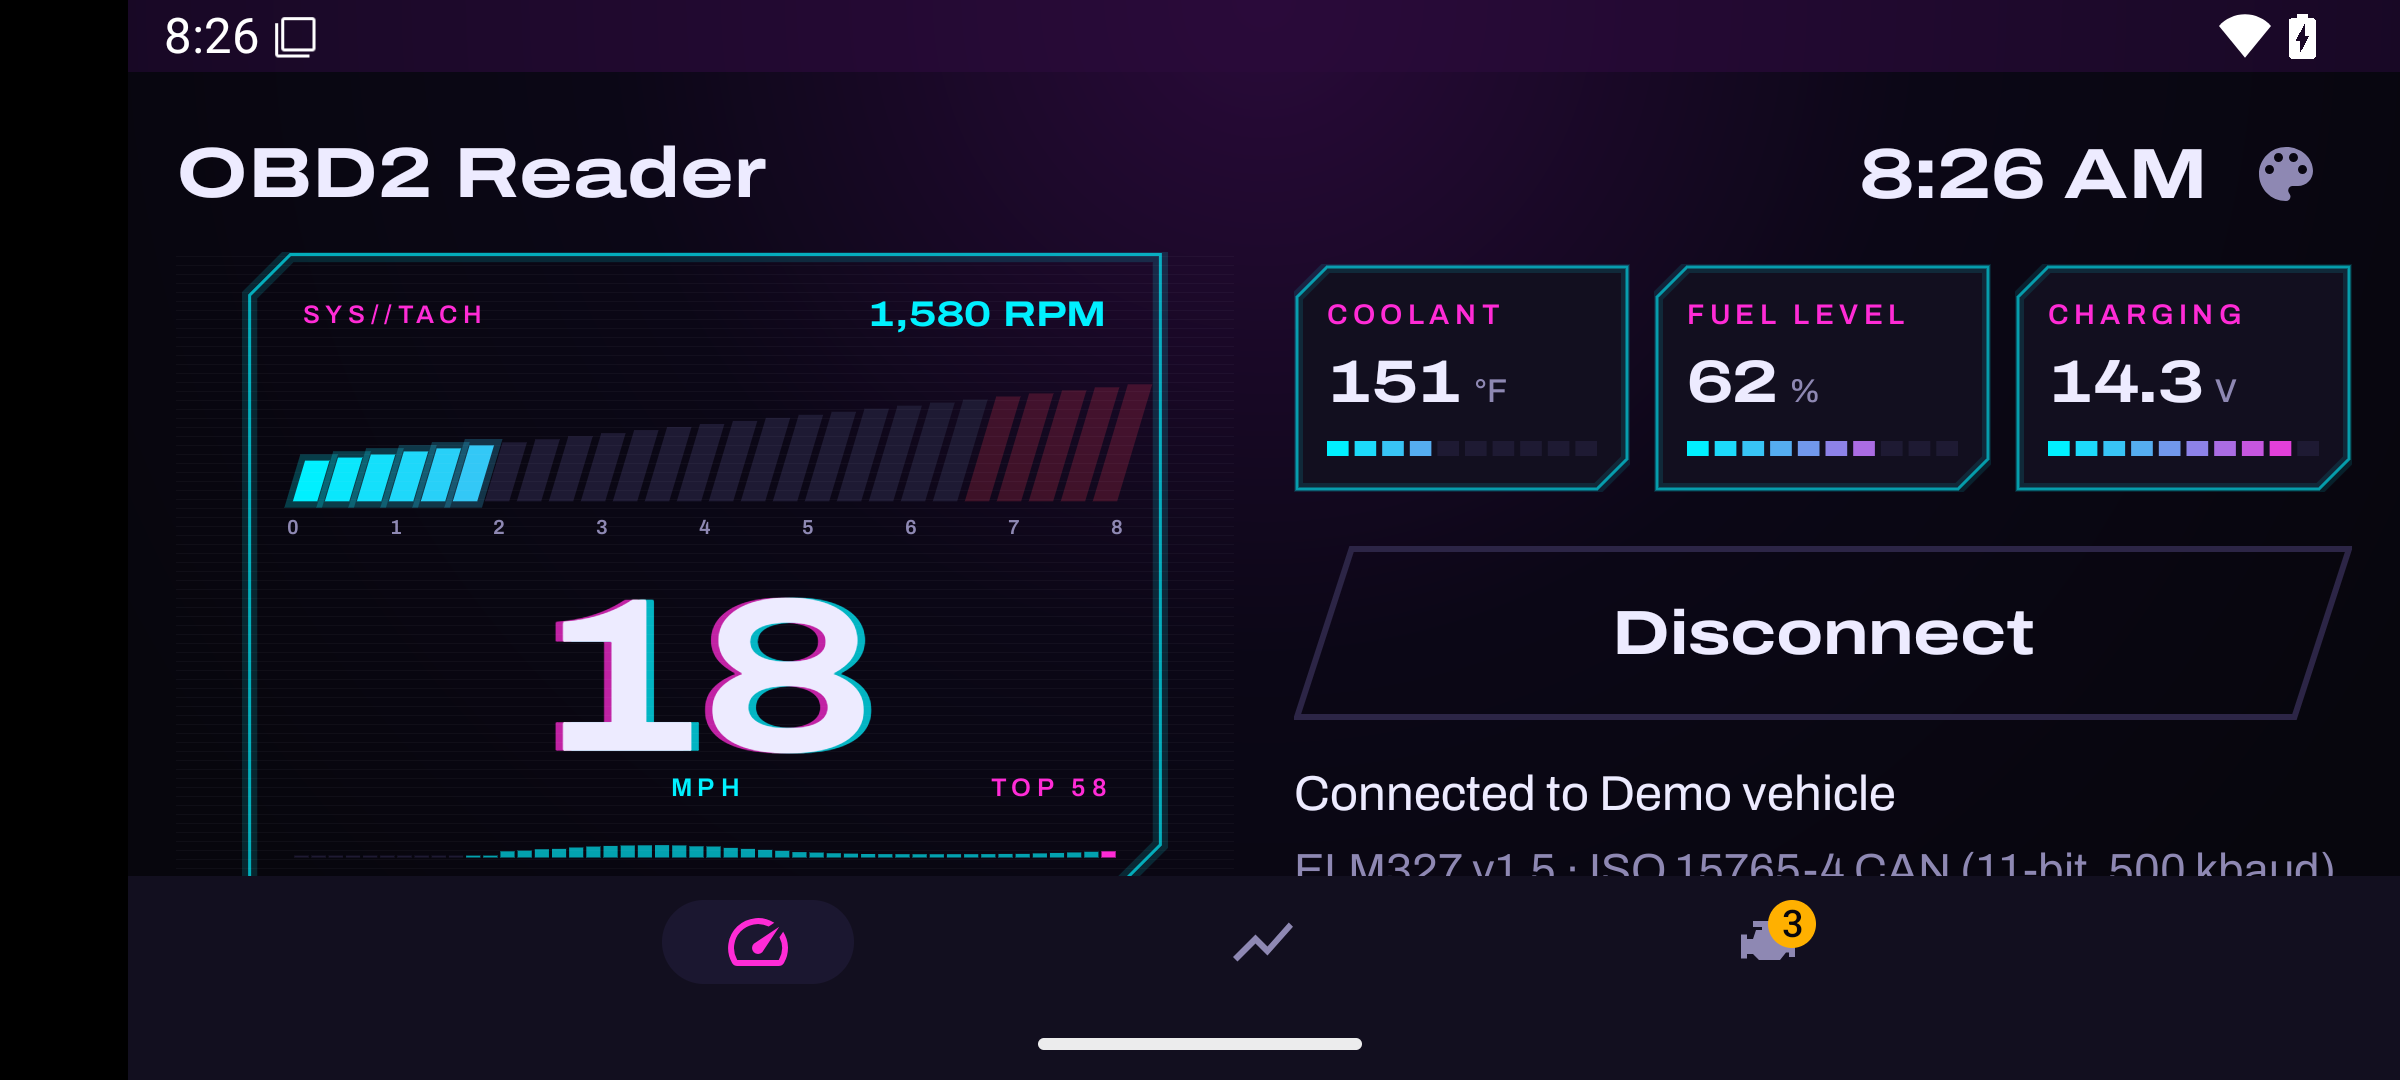 8:26
OBD2 Reader
8:26 AM
SYS//TACH
1,580 RPM
0 1 2 3 4 5 6 7 8
18
MPH
TOP 58
COOLANT
151 °F
FUEL LEVEL
62 %
CHARGING
14.3 V
Disconnect
Connected to Demo vehicle
ELM327 v1.5 · ISO 15765-4 CAN (11-bit, 500 kbaud)
3